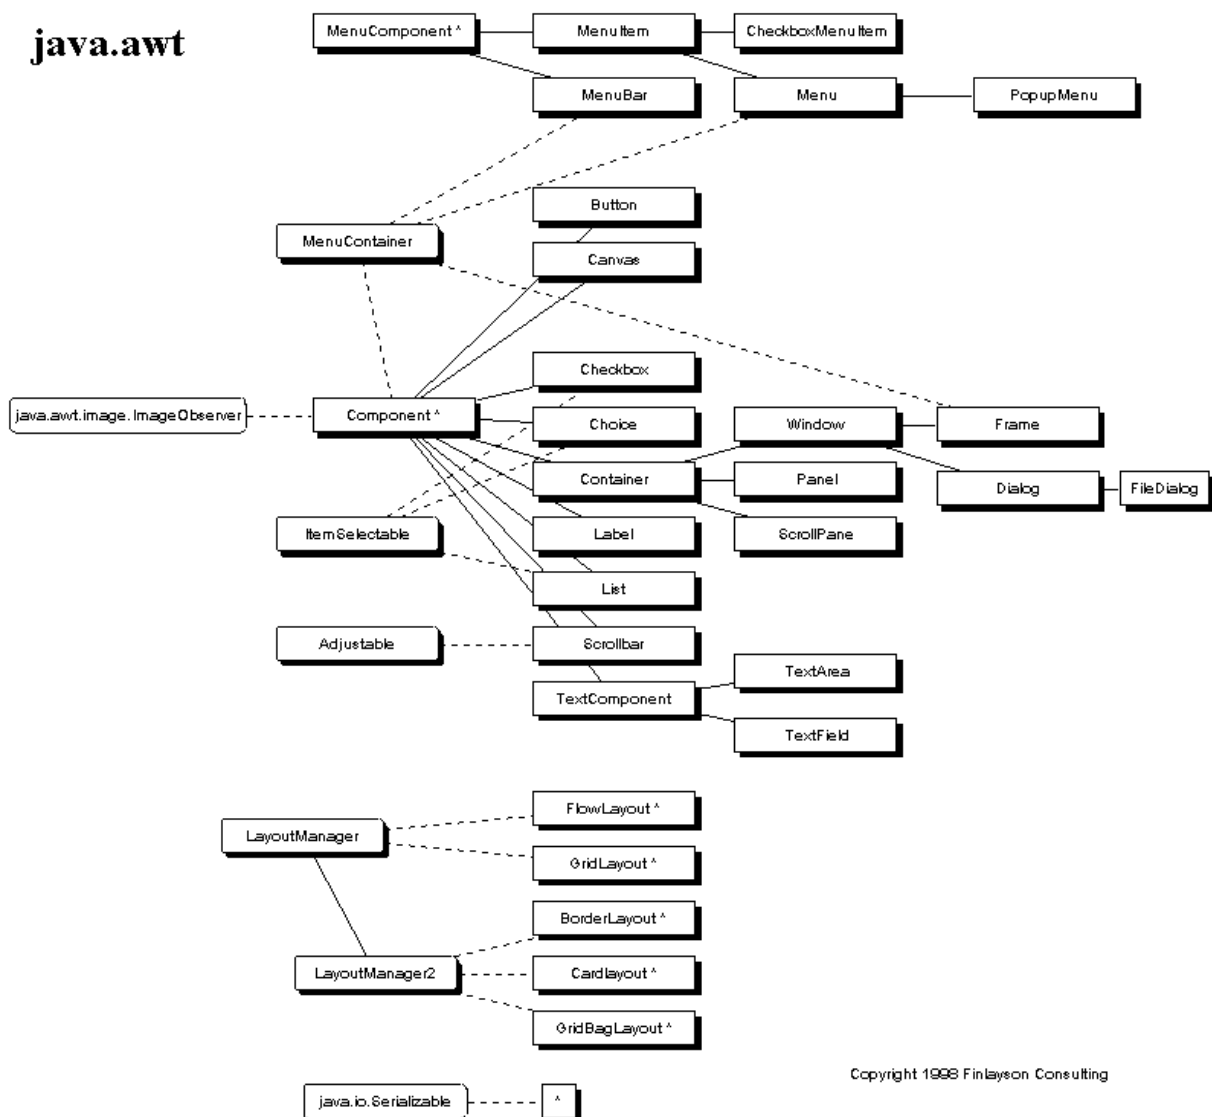 java.awt
MenuComponent ^
MenuItem
CheckboxMenuItem
MenuBar
Menu
PopupMenu
Button
MenuContainer
Canvas
Checkbox
java.awt.image.ImageObserver
Component ^
Choice
Window
Frame
Container
Panel
Dialog
FileDialog
ItemSelectable
Label
ScrollPane
List
Adjustable
Scrollbar
TextArea
TextComponent
TextField
FlowLayout ^
LayoutManager
GridLayout ^
BorderLayout ^
LayoutManager2
Cardlayout ^
GridBagLayout ^
Copyright 1998 Finlayson Consulting
java.io.Serializable
^